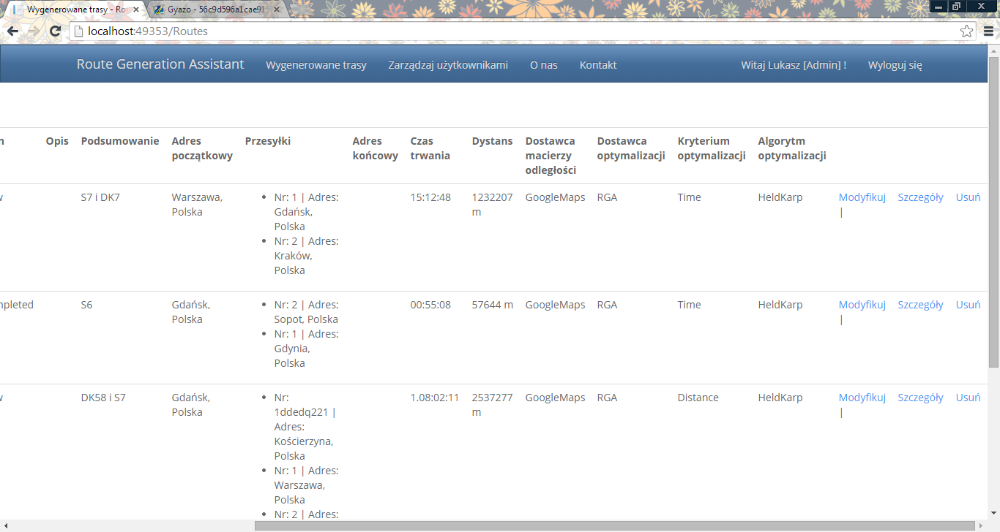 Wygenerowane trasy - Ro
Gyazo - 56c9d596a1cae91
localhost:49353/Routes
Route Generation Assistant Wygenerowane trasy Zarządzaj użytkownikami O nas Kontakt Witaj Lukasz [Admin] ! Wyloguj się
Opis Podsumowanie Adres Przesyłki Adres Czas Dystans Dostawca Dostawca Kryterium Algorytm
początkowy końcowy trwania macierzy optymalizacji optymalizacji optymalizacji
odległości
S7 i DK7 Warszawa, • Nr: 1 | Adres: 15:12:48 1232207 GoogleMaps RGA Time HeldKarp Modyfikuj Szczegóły Usuń
Polska Gdańsk, m |
Polska
• Nr: 2 | Adres:
Kraków,
Polska
mpleted S6 Gdańsk, • Nr: 2 | Adres: 00:55:08 57644 m GoogleMaps RGA Time HeldKarp Modyfikuj Szczegóły Usuń
Polska Sopot, Polska |
• Nr: 1 | Adres:
Gdynia,
Polska
DK58 i S7 Gdańsk, • Nr: 1.08:02:11 2537277 GoogleMaps RGA Distance HeldKarp Modyfikuj Szczegóły Usuń
Polska 1ddedq221 | m |
Adres:
Kościerzyna,
Polska
• Nr: 1 | Adres:
Warszawa,
Polska
• Nr: 2 | Adres: